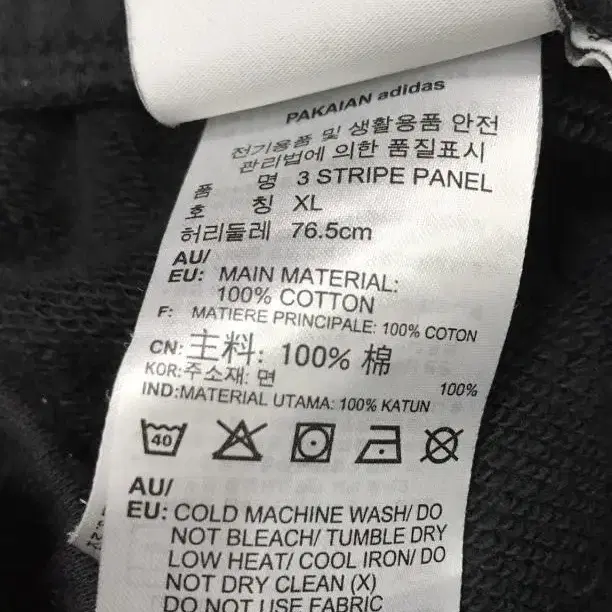 PAKAIAN adidas
전기용품 및 생활용품 안전
관리법에 의한 품질표시
품 명 3 STRIPE PANEL
호 칭 XL
허리둘레 76.5cm
AU/
EU: MAIN MATERIAL:
100% COTTON
F: MATIERE PRINCIPALE: 100% COTON
CN: 主料: 100% 棉
KOR:주소재: 면 100%
IND:MATERIAL UTAMA: 100% KATUN
40
AU/
EU: COLD MACHINE WASH/ DO
NOT BLEACH/ TUMBLE DRY
LOW HEAT/ COOL IRON/ DO
NOT DRY CLEAN (X)
DO NOT USE FABRIC